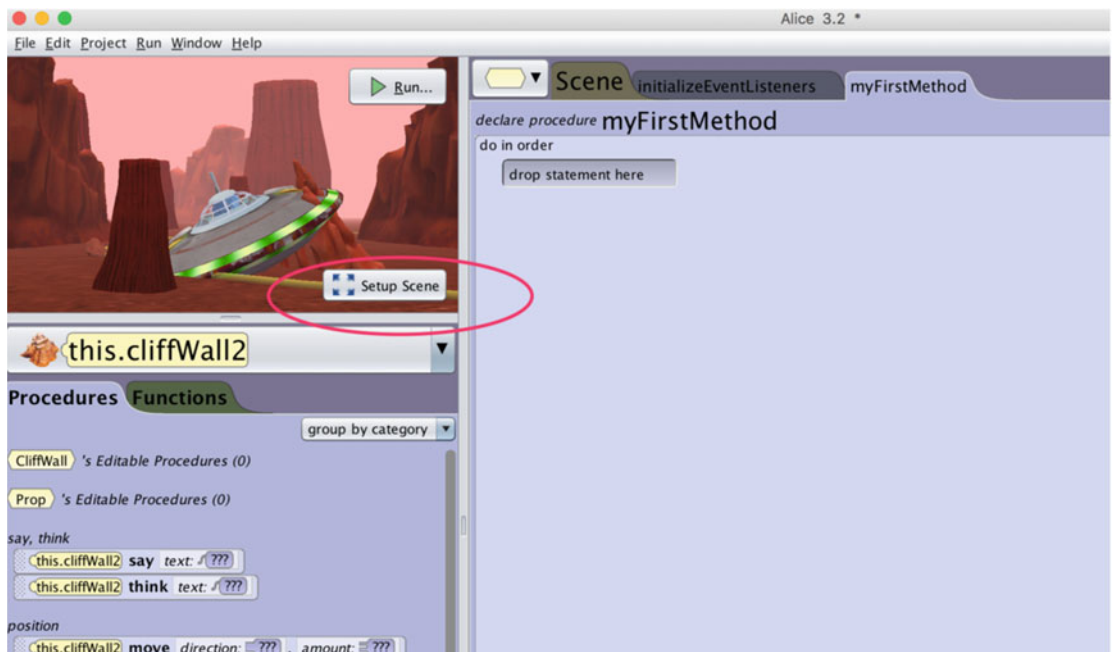 Alice 3.2 *
File Edit Project Run Window Help
Run...
Setup Scene
this.cliffWall2
Procedures Functions
group by category
CliffWall 's Editable Procedures (0)
Prop 's Editable Procedures (0)
say, think
this.cliffWall2 say text: ???
this.cliffWall2 think text: ???
position
this.cliffWall2 move direction: ??? , amount: ???
Scene initializeEventListeners myFirstMethod
declare procedure myFirstMethod
do in order
drop statement here